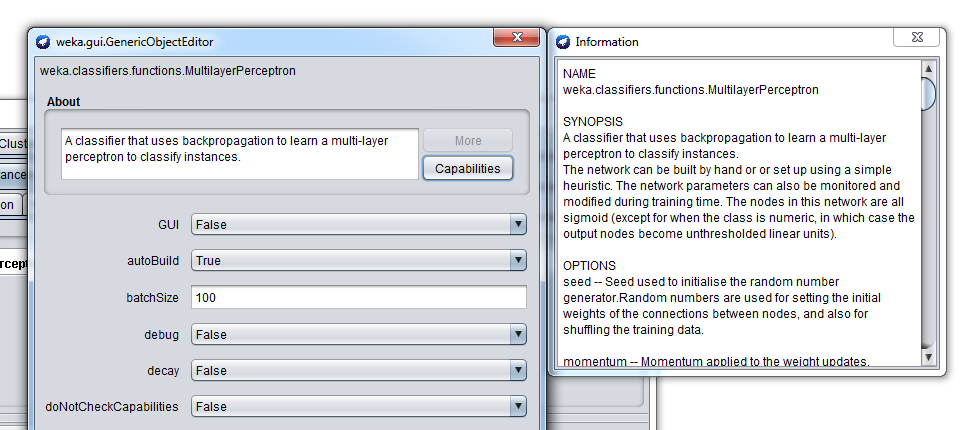 weka.gui.GenericObjectEditor
weka.classifiers.functions.MultilayerPerceptron
About
A classifier that uses backpropagation to learn a multi-layer
perceptron to classify instances.
More
Capabilities
GUI
False
autoBuild
True
batchSize
100
debug
False
decay
False
doNotCheckCapabilities
False
Information
NAME
weka.classifiers.functions.MultilayerPerceptron
SYNOPSIS
A classifier that uses backpropagation to learn a multi-layer
perceptron to classify instances.
The network can be built by hand or or set up using a simple
heuristic. The network parameters can also be monitored and
modified during training time. The nodes in this network are all
sigmoid (except for when the class is numeric, in which case the
output nodes become unthresholded linear units).
OPTIONS
seed -- Seed used to initialise the random number
generator.Random numbers are used for setting the initial
weights of the connections between nodes, and also for
shuffling the training data.
momentum -- Momentum applied to the weight updates.
Clust